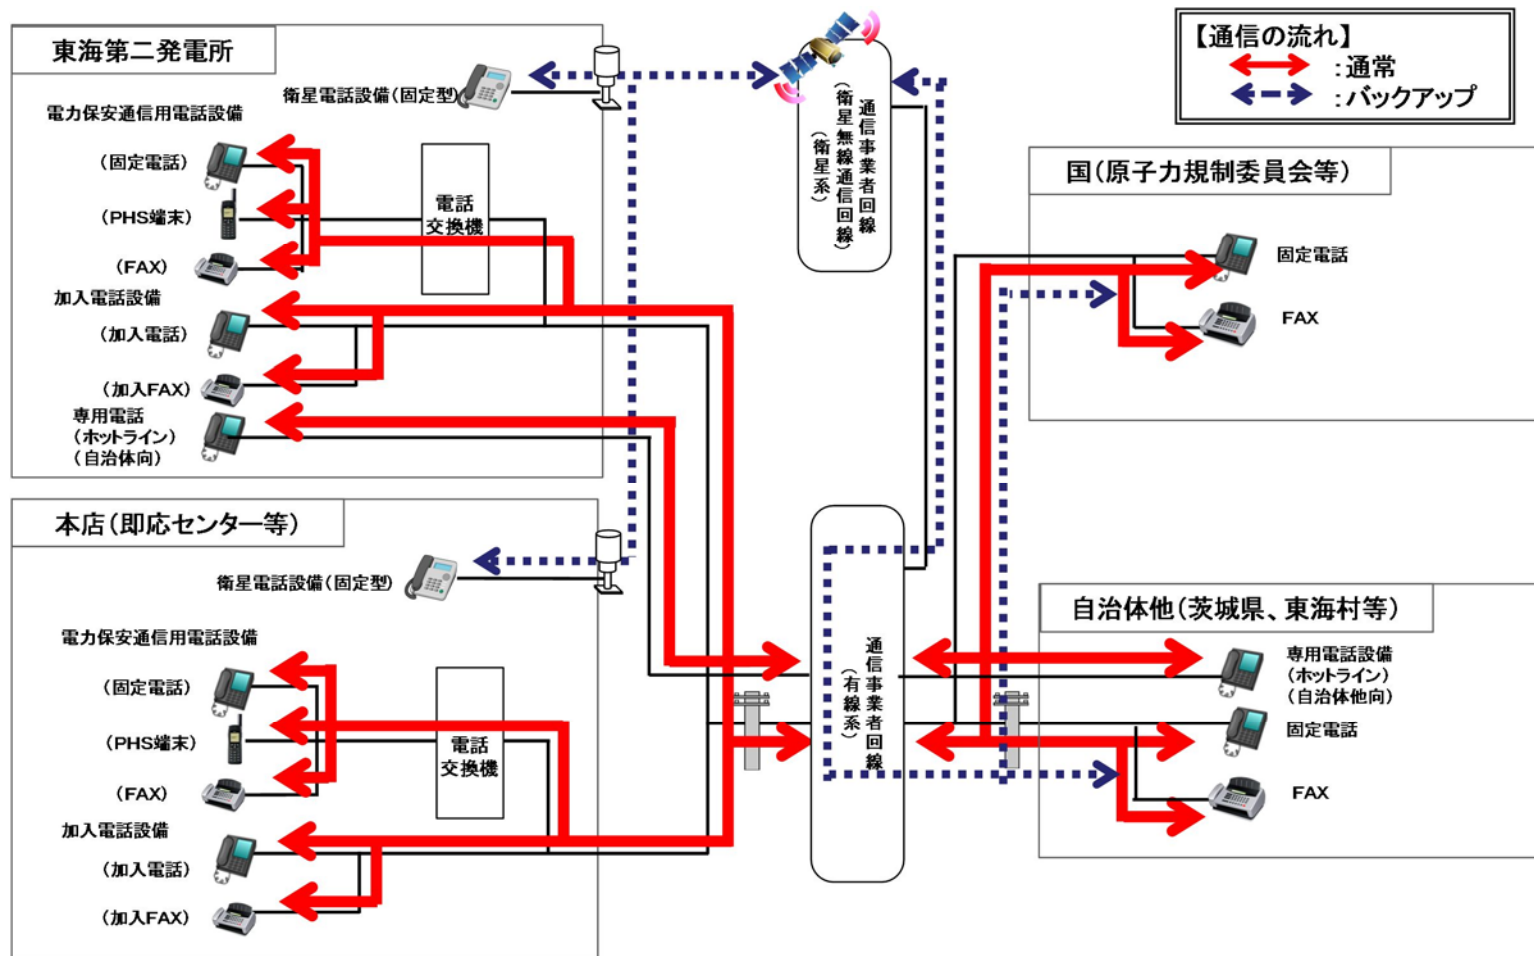 東海第二発電所
衛星電話設備(固定型)
電力保安通信用電話設備
(固定電話)
(PHS端末)
(FAX)
電話
交換機
加入電話設備
(加入電話)
(加入FAX)
専用電話
(ホットライン)
(自治体向)
本店(即応センター等)
衛星電話設備(固定型)
電力保安通信用電話設備
(固定電話)
(PHS端末)
(FAX)
電話
交換機
加入電話設備
(加入電話)
(加入FAX)
通信事業者回線
(衛星無線通信回線)
(衛星系)
通信事業者回線
(有線系)
【通信の流れ】
:通常
:バックアップ
国(原子力規制委員会等)
固定電話
FAX
自治体他(茨城県、東海村等)
専用電話設備
(ホットライン)
(自治体他向)
固定電話
FAX